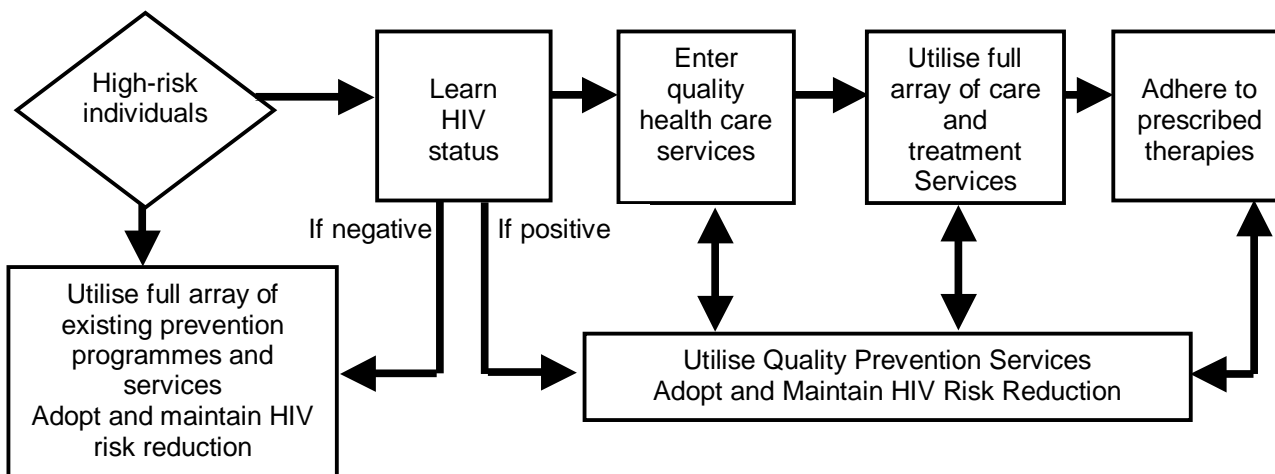 High-risk
individuals
Learn
HIV
status
Enter
quality
health care
services
Utilise full
array of care
and
treatment
Services
Adhere to
prescribed
therapies
If negative
If positive
Utilise full array of
existing prevention
programmes and
services
Adopt and maintain HIV
risk reduction
Utilise Quality Prevention Services
Adopt and Maintain HIV Risk Reduction